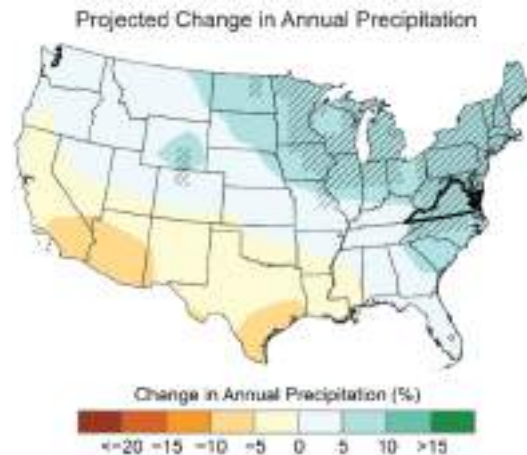 Projected Change in Annual Precipitation
Change in Annual Precipitation (%)
<=20 −15 −10 −5 0 5 10 >15